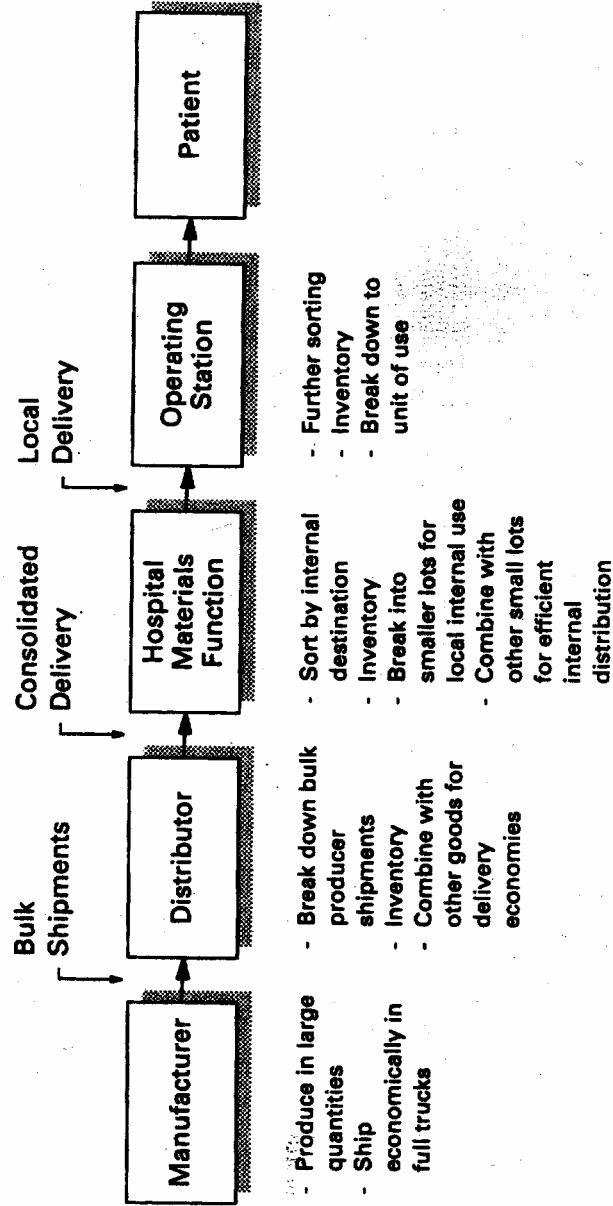 Bulk
Shipments
Consolidated
Delivery
Local
Delivery
Manufacturer
Distributor
Hospital
Materials
Function
Operating
Station
Patient
- Produce in large
quantities
- Ship
economically in
full trucks
- Break down bulk
producer
shipments
- Inventory
- Combine with
other goods for
delivery
economies
- Sort by internal
destination
- Inventory
- Break into
smaller lots for
local internal use
- Combine with
other small lots
for efficient
internal
distribution
- Further sorting
- Inventory
- Break down to
unit of use